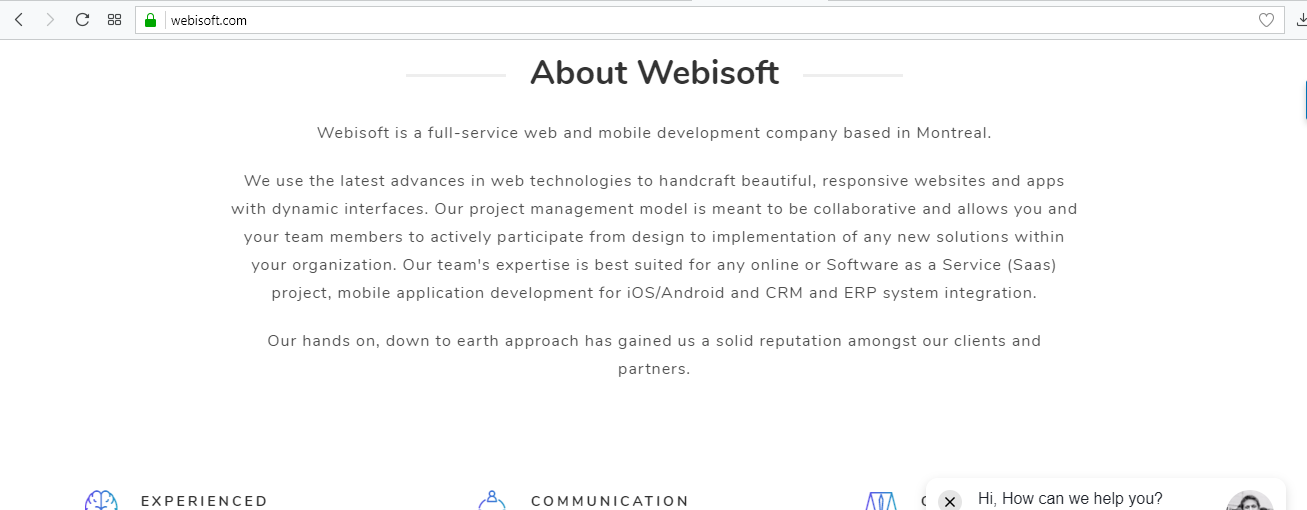 webisoft.com
About Webisoft
Webisoft is a full-service web and mobile development company based in Montreal.
We use the latest advances in web technologies to handcraft beautiful, responsive websites and apps
with dynamic interfaces. Our project management model is meant to be collaborative and allows you and
your team members to actively participate from design to implementation of any new solutions within
your organization. Our team's expertise is best suited for any online or Software as a Service (Saas)
project, mobile application development for iOS/Android and CRM and ERP system integration.
Our hands on, down to earth approach has gained us a solid reputation amongst our clients and
partners.
EXPERIENCED
COMMUNICATION
Hi, How can we help you?